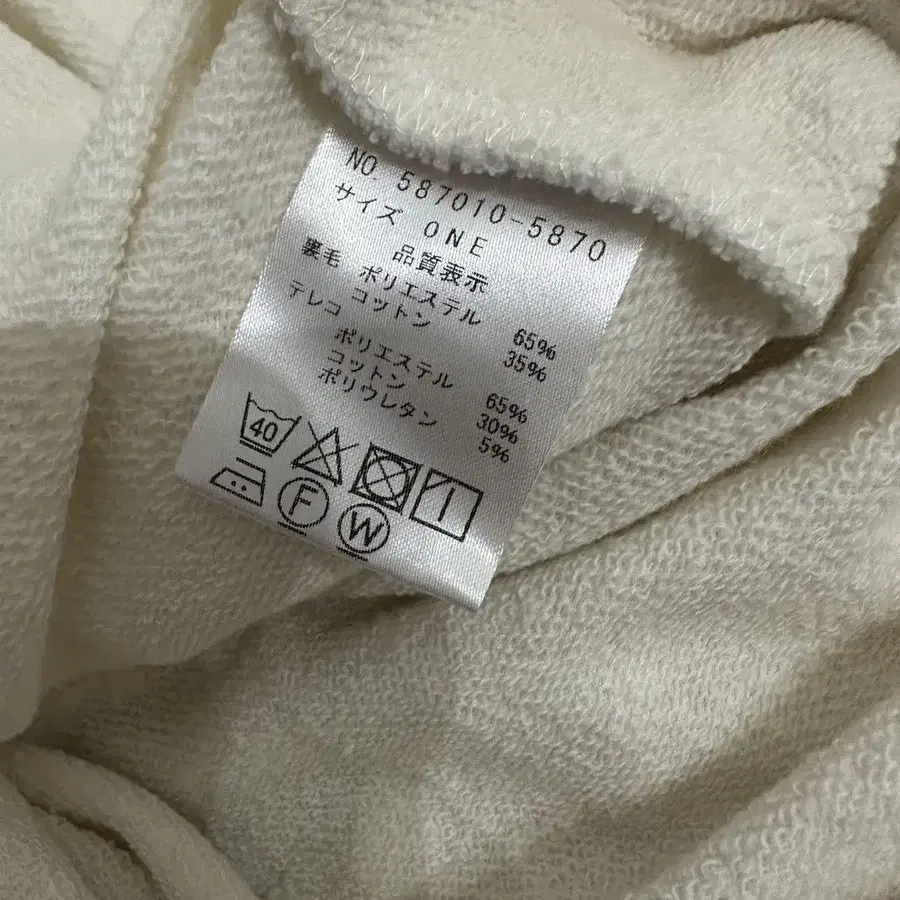 NO. 587010-5870
サイズ ONE
品質表示
裏毛 ポリエステル 65%
コットン 35%
テレコ
ポリエステル 65%
コットン 30%
ポリウレタン 5%
40
F
W